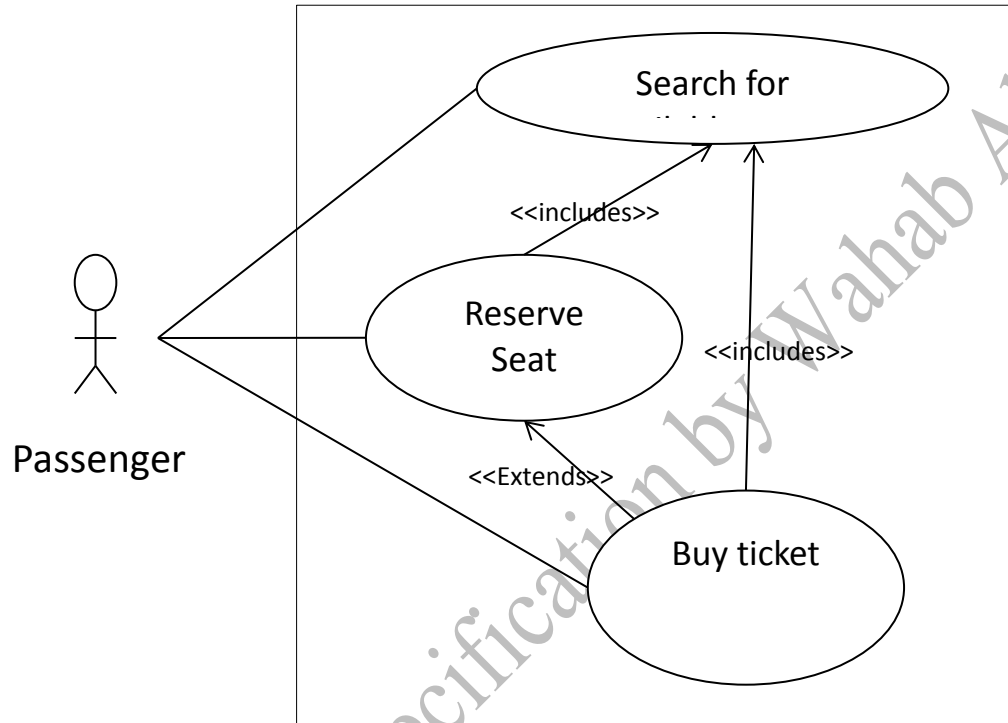 Search for
<<includes>>
Reserve
Seat
<<includes>>
Passenger
<<Extends>>
Buy ticket
by Wahab